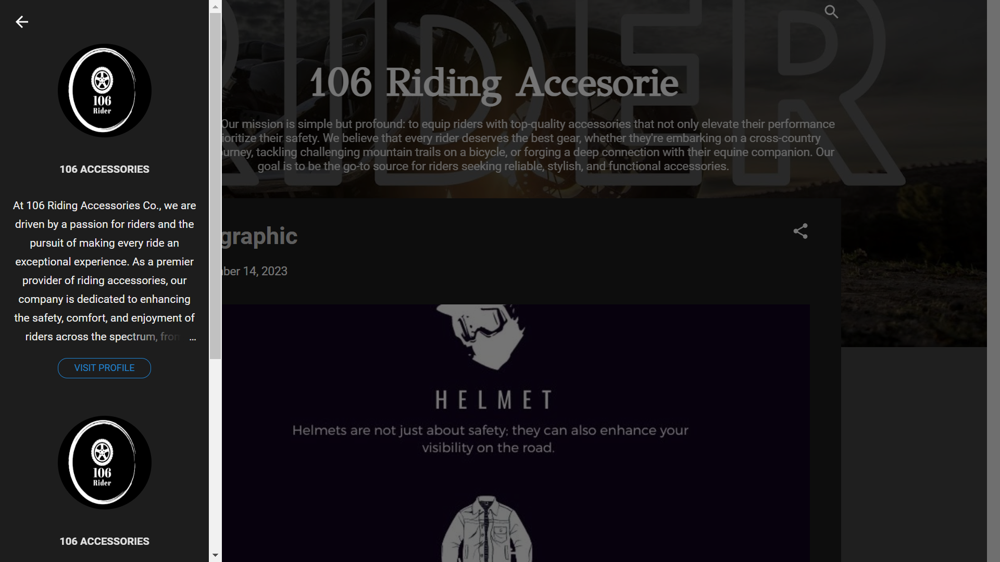 106
Rider
106 ACCESSORIES
At 106 Riding Accessories Co., we are
driven by a passion for riders and the
pursuit of making every ride an
exceptional experience. As a premier
provider of riding accessories, our
company is dedicated to enhancing
the safety, comfort, and enjoyment of
riders across the spectrum, from ...
VISIT PROFILE
106
Rider
106 ACCESSORIES
RIDER
106 Riding Accesorie
Our mission is simple but profound: to equip riders with top-quality accessories that not only elevate their performance
their safety. We believe that every rider deserves the best gear, whether they're embarking on a cross-country
tackling challenging mountain trails on a bicycle, or forging a deep connection with their equine companion. Our
goal is to be the go-to source for riders seeking reliable, stylish, and functional accessories.
graphic
14, 2023
HELMET
Helmets are not just about safety; they can also enhance your
visibility on the road.